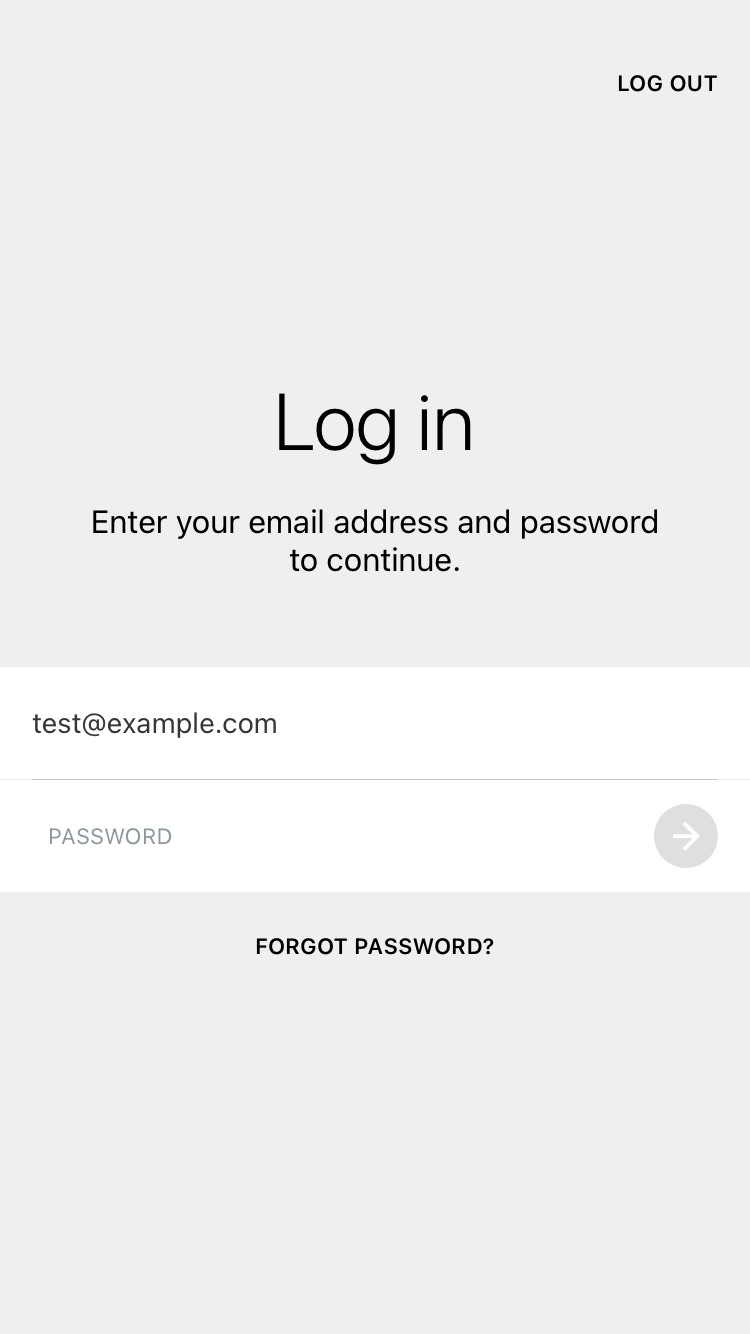 LOG OUT
Log in
Enter your email address and password
to continue.
test@example.com
PASSWORD
FORGOT PASSWORD?